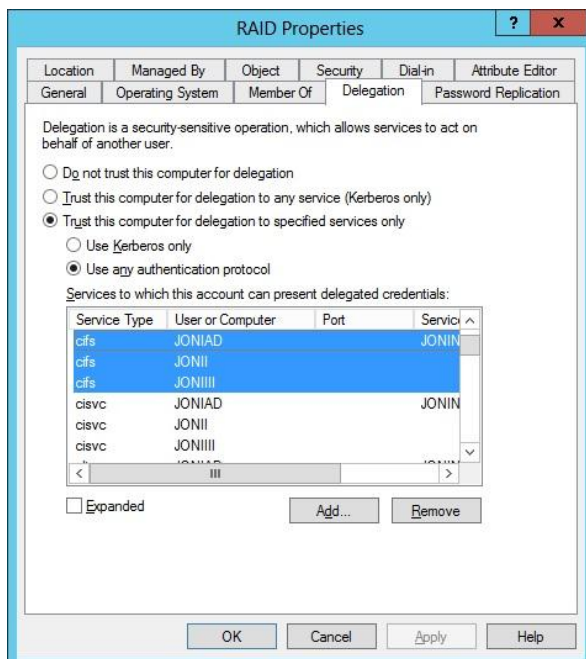 RAID Properties
?
x
Location Managed By Object Security Dial-in Attribute Editor
General Operating System Member Of Delegation Password Replication
Delegation is a security-sensitive operation, which allows services to act on
behalf of another user.
Do not trust this computer for delegation
Trust this computer for delegation to any service (Kerberos only)
Trust this computer for delegation to specified services only
Use Kerberos only
Use any authentication protocol
Services to which this account can present delegated credentials:
Service Type User or Computer Port Servic
cifs JONIAD JONIN
cifs JONII
cifs JONIIII
cisvc JONIAD JONIN
cisvc JONII
cisvc JONIIII
Expanded
Add... Remove
OK Cancel Apply Help